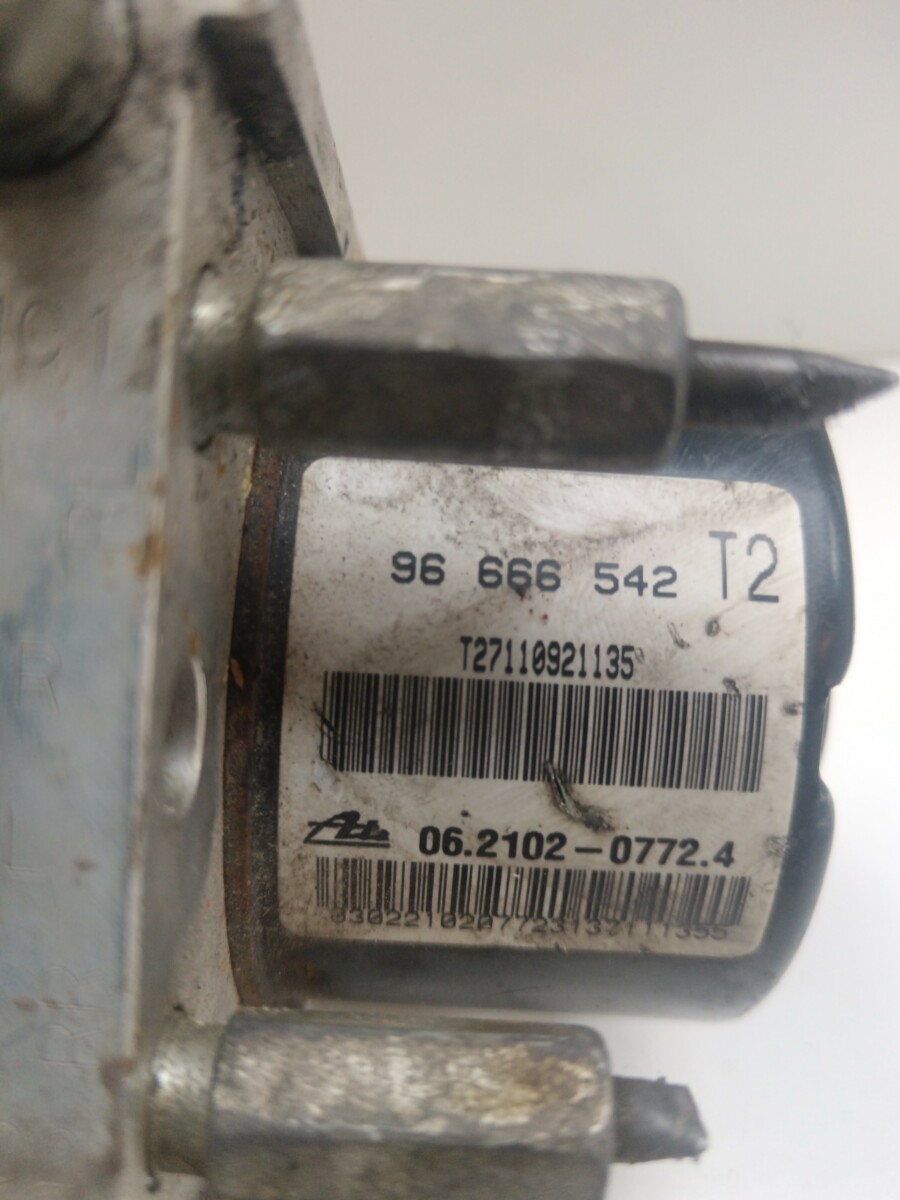 96 666 542 T2
T27110921135
Ate 06.2102-0772.4
R
L